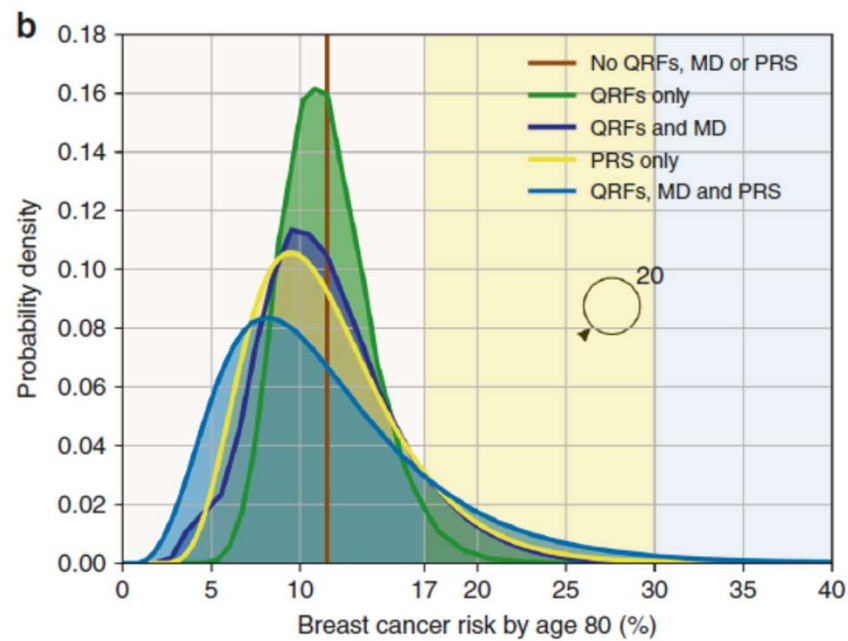 b
0.18
0.16
0.14
0.12
0.10
0.08
0.06
0.04
0.02
0.00
Probability density
No QRFs, MD or PRS
QRFs only
QRFs and MD
PRS only
QRFs, MD and PRS
20
0 5 10 17 20 25 30 35 40
Breast cancer risk by age 80 (%)